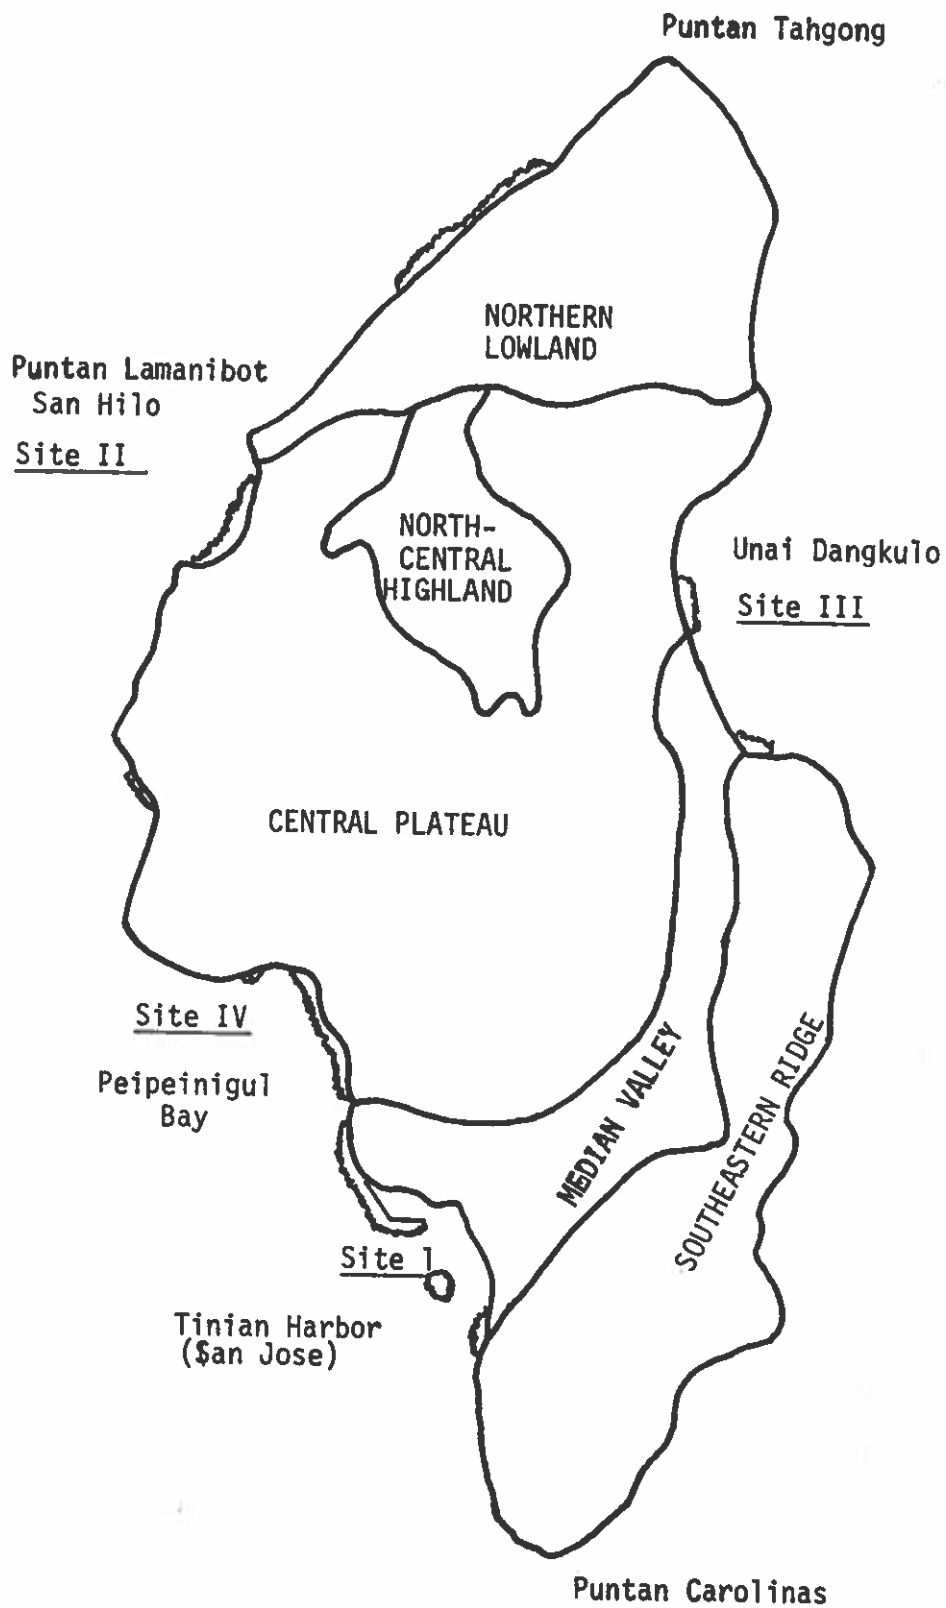 Puntan Tahgong
NORTHERN
LOWLAND
Puntan Lamanibot
San Hilo
Site II
NORTH-
CENTRAL
HIGHLAND
Unai Dangkulo
Site III
CENTRAL PLATEAU
Site IV
Peipeinigul
Bay
MEDIAN VALLEY
SOUTHEASTERN RIDGE
Site 1
Tinian Harbor
($an Jose)
Puntan Carolinas